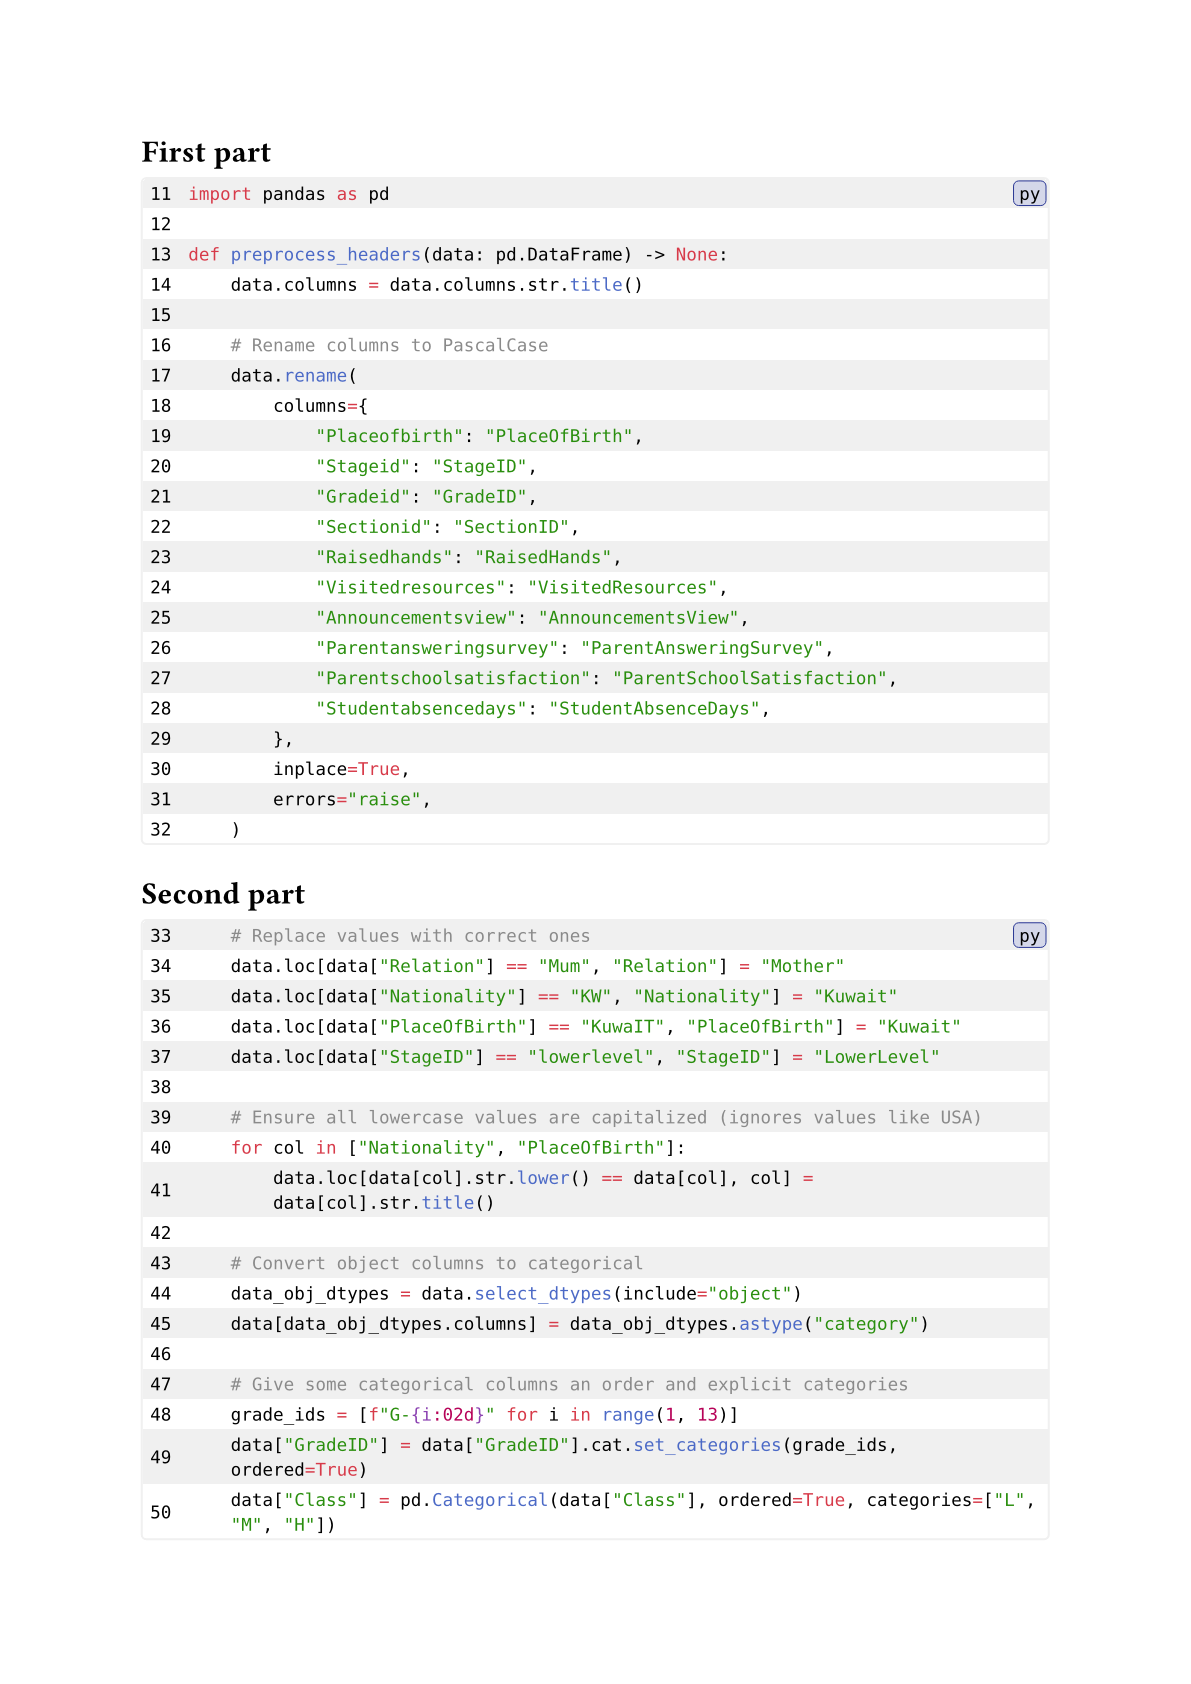 First part
11 import pandas as pd py
12
13 def preprocess_headers(data: pd.DataFrame) -> None:
14     data.columns = data.columns.str.title()
15
16     # Rename columns to PascalCase
17     data.rename(
18         columns={
19             "Placeofbirth": "PlaceOfBirth",
20             "Stageid": "StageID",
21             "Gradeid": "GradeID",
22             "Sectionid": "SectionID",
23             "Raisedhands": "RaisedHands",
24             "Visitedresources": "VisitedResources",
25             "Announcementsview": "AnnouncementsView",
26             "Parentansweringsurvey": "ParentAnsweringSurvey",
27             "Parentschoolsatisfaction": "ParentSchoolSatisfaction",
28             "Studentabsencedays": "StudentAbsenceDays",
29         },
30         inplace=True,
31         errors="raise",
32     )
Second part
33     # Replace values with correct ones py
34     data.loc[data["Relation"] == "Mum", "Relation"] = "Mother"
35     data.loc[data["Nationality"] == "KW", "Nationality"] = "Kuwait"
36     data.loc[data["PlaceOfBirth"] == "KuwaIT", "PlaceOfBirth"] = "Kuwait"
37     data.loc[data["StageID"] == "lowerlevel", "StageID"] = "LowerLevel"
38
39     # Ensure all lowercase values are capitalized (ignores values like USA)
40     for col in ["Nationality", "PlaceOfBirth"]:
41         data.loc[data[col].str.lower() == data[col], col] =
        data[col].str.title()
42
43     # Convert object columns to categorical
44     data_obj_dtypes = data.select_dtypes(include="object")
45     data[data_obj_dtypes.columns] = data_obj_dtypes.astype("category")
46
47     # Give some categorical columns an order and explicit categories
48     grade_ids = [f"G-{i:02d}" for i in range(1, 13)]
49     data["GradeID"] = data["GradeID"].cat.set_categories(grade_ids,
    ordered=True)
50     data["Class"] = pd.Categorical(data["Class"], ordered=True, categories=["L",
    "M", "H"])